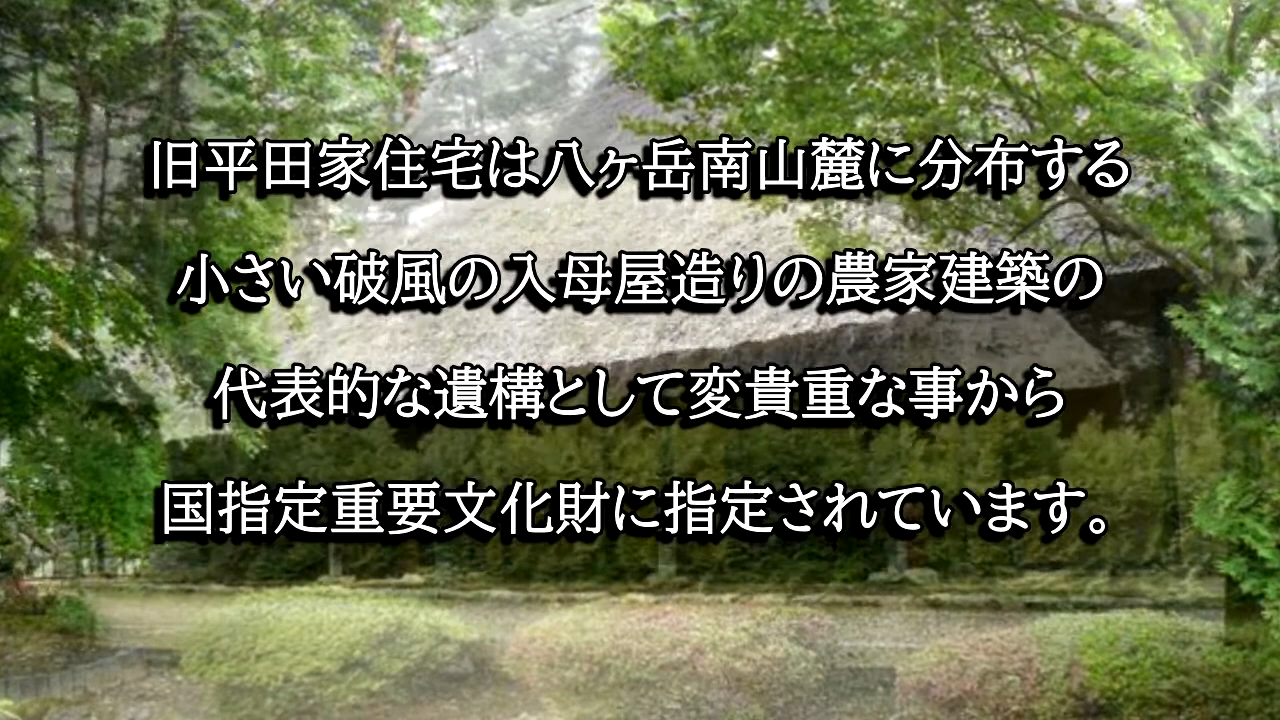 旧平田家住宅は八ヶ岳南山麓に分布する
小さい破風の入母屋造りの農家建築の
代表的な遺構として変貴重な事から
国指定重要文化財に指定されています。